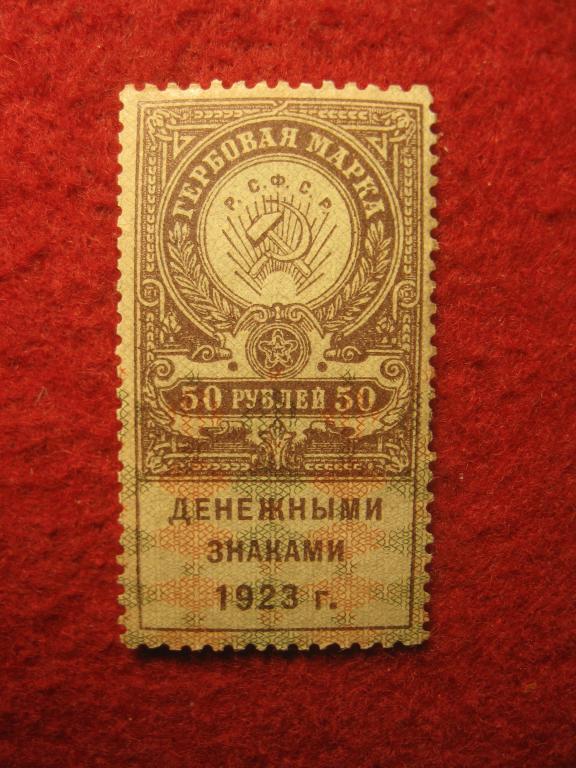 ГЕРБОВАЯ МАРКА
Р. С. Ф. С. Р.
50 РУБЛЕЙ 50
ДЕНЕЖНЫМИ
ЗНАКАМИ
1923 г.